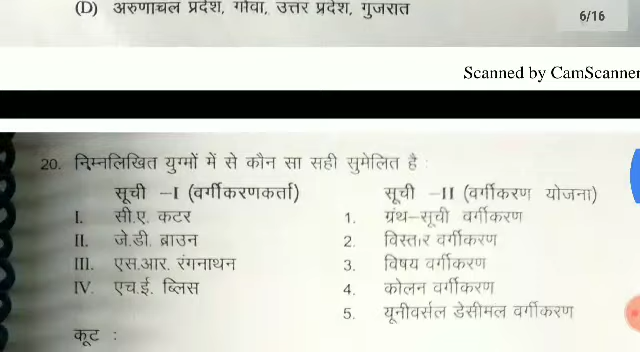 (D) अरुणाचल प्रदेश, गोवा, उत्तर प्रदेश, गुजरात
6/16
Scanned by CamScanner
20. निम्नलिखित युग्मों में से कौन सा सही सुमेलित है :
सूची –I (वर्गीकरणकर्ता) सूची –II (वर्गीकरण योजना)
I. सी.ए. कटर 1. ग्रंथ–सूची वर्गीकरण
II. जे.डी. ब्राउन 2. विस्तार वर्गीकरण
III. एस.आर. रंगनाथन 3. विषय वर्गीकरण
IV. एच.ई. ब्लिस 4. कोलन वर्गीकरण
5. यूनीवर्सल डेसीमल वर्गीकरण
कूट :